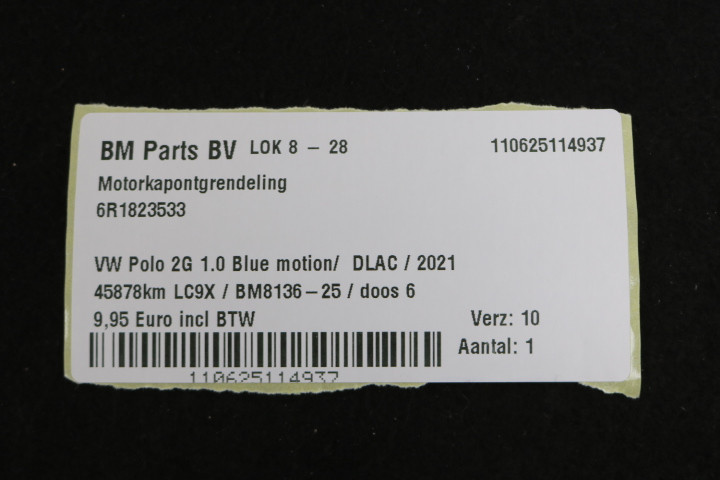 BM Parts BV LOK 8 – 28 110625114937
Motorkapontgrendeling
6R1823533
VW Polo 2G 1.0 Blue motion/ DLAC / 2021
45878km LC9X / BM8136–25 / doos 6
9,95 Euro incl BTW Verz: 10
Aantal: 1
110625114937